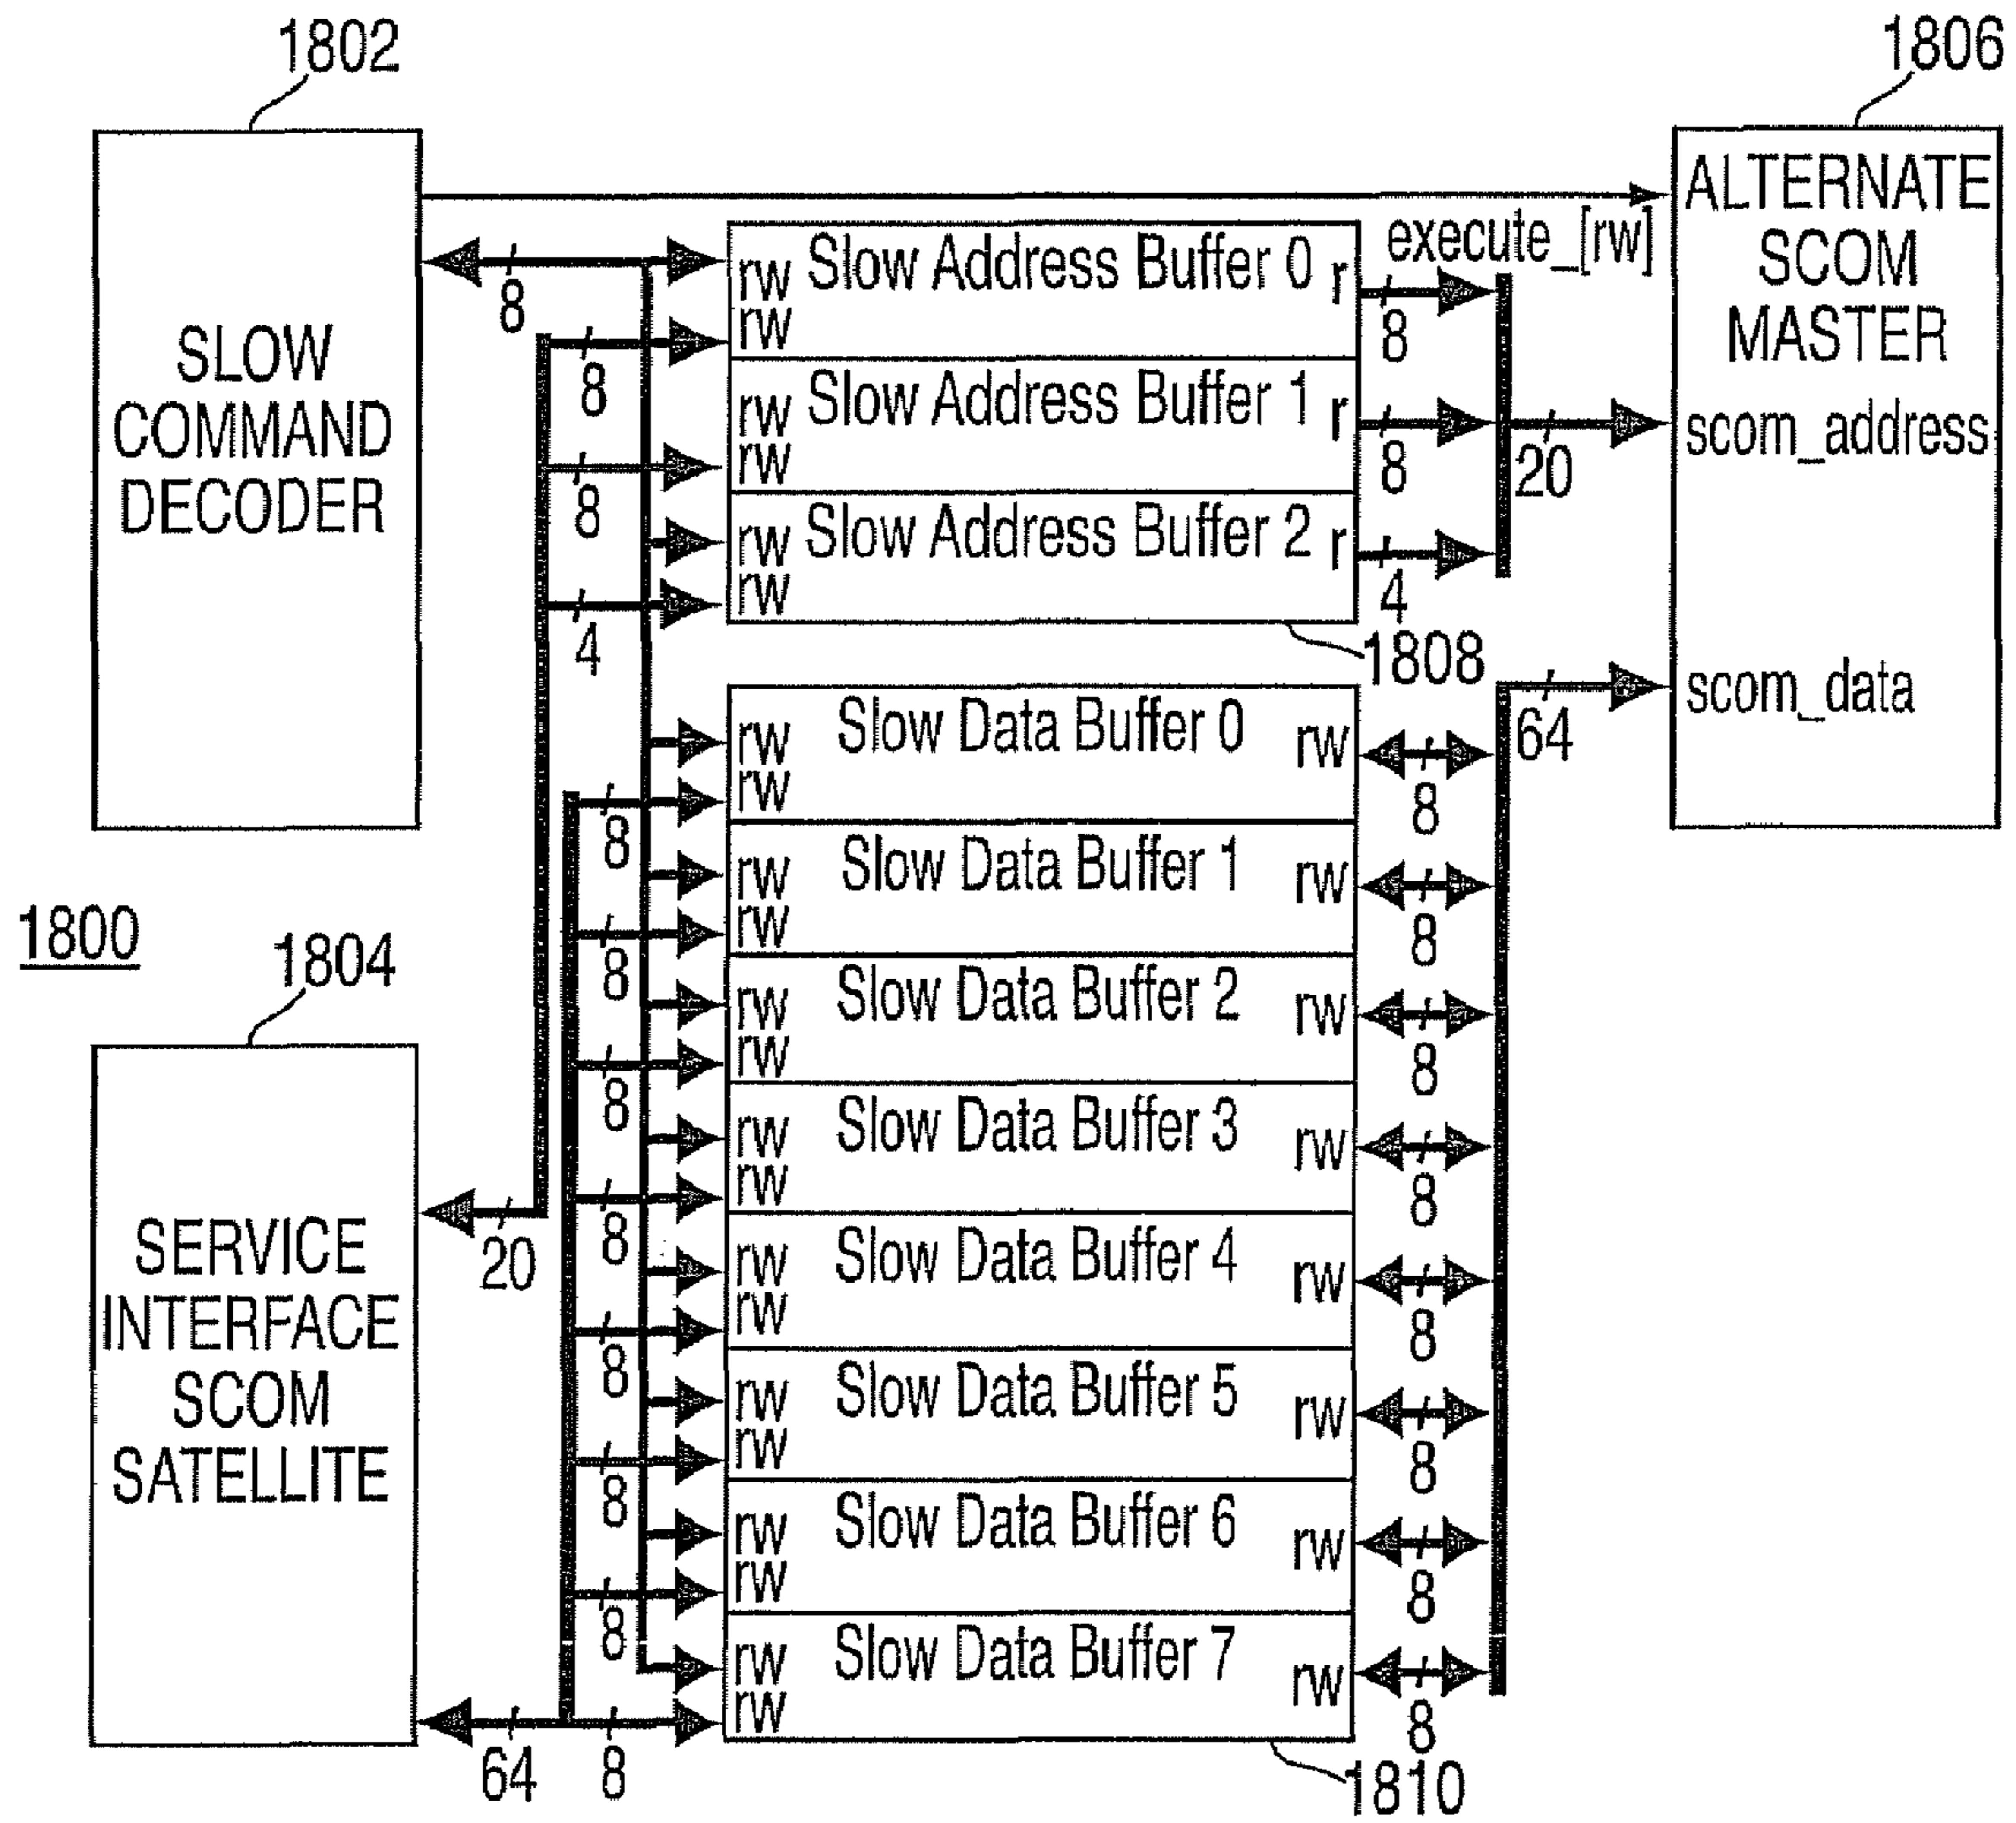 1802
1806
SLOW
COMMAND
DECODER
ALTERNATE
SCOM
MASTER
scom_address
scom_data
execute_[rw]
8
8
8
4
rw Slow Address Buffer 0 r
rw
rw Slow Address Buffer 1 r
rw
rw Slow Address Buffer 2 r
rw
8
8
4
20
1808
64
rw Slow Data Buffer 0 rw
rw
8
8
rw Slow Data Buffer 1 rw
rw
8
8
rw Slow Data Buffer 2 rw
rw
8
8
rw Slow Data Buffer 3 rw
rw
8
8
rw Slow Data Buffer 4 rw
rw
8
8
rw Slow Data Buffer 5 rw
rw
8
8
rw Slow Data Buffer 6 rw
rw
8
8
rw Slow Data Buffer 7 rw
rw
8
8
1810
1800
1804
SERVICE
INTERFACE
SCOM
SATELLITE
20
64